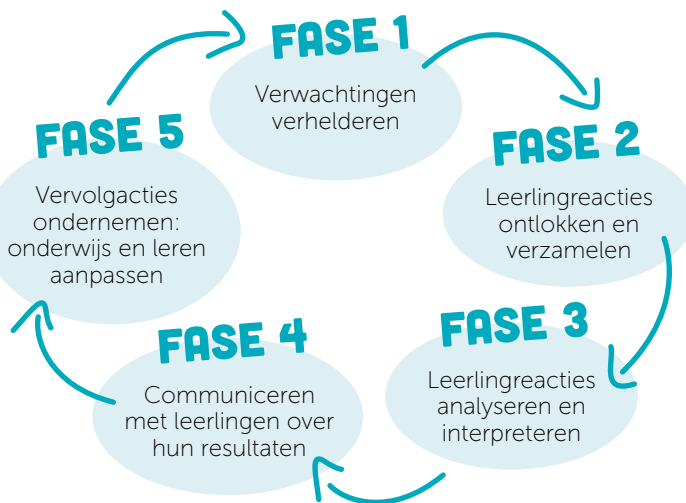 FASE 1
Verwachtingen
verhelderen
FASE 2
Leerlingreacties
ontlokken en
verzamelen
FASE 3
Leerlingreacties
analyseren en
interpreteren
FASE 4
Communiceren
met leerlingen over
hun resultaten
FASE 5
Vervolgacties
ondernemen:
onderwijs en leren
aanpassen